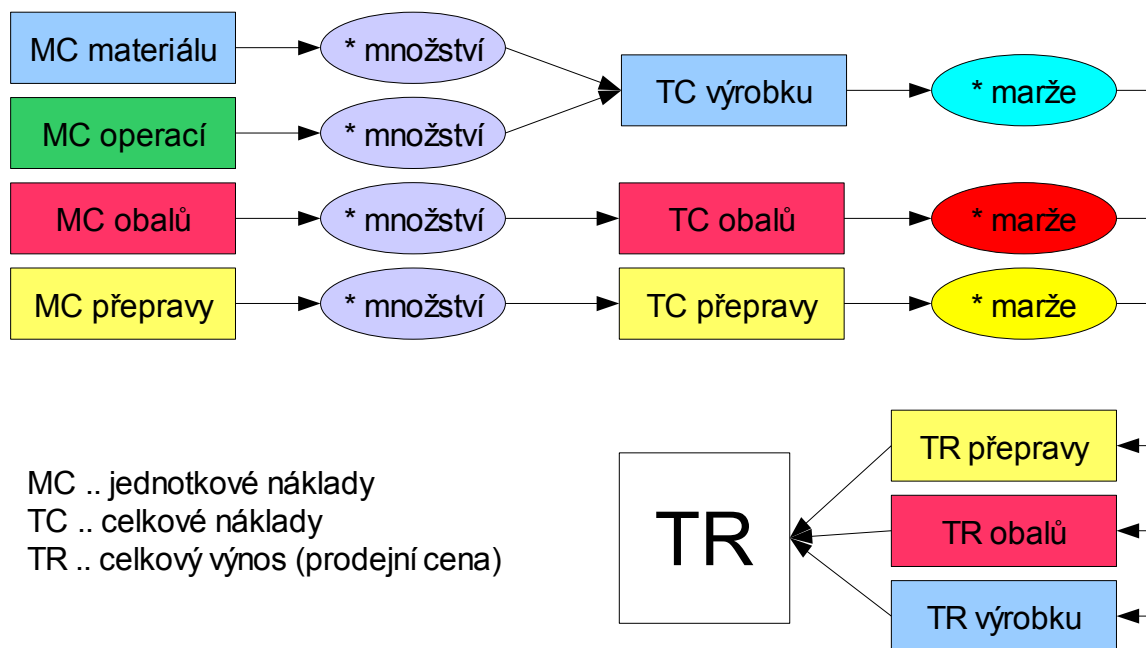 MC materiálu
* množství
TC výrobku
* marže
MC operací
* množství
MC obalů
* množství
TC obalů
* marže
MC přepravy
* množství
TC přepravy
* marže
MC .. jednotkové náklady
TC .. celkové náklady
TR .. celkový výnos (prodejní cena)
TR
TR přepravy
TR obalů
TR výrobku